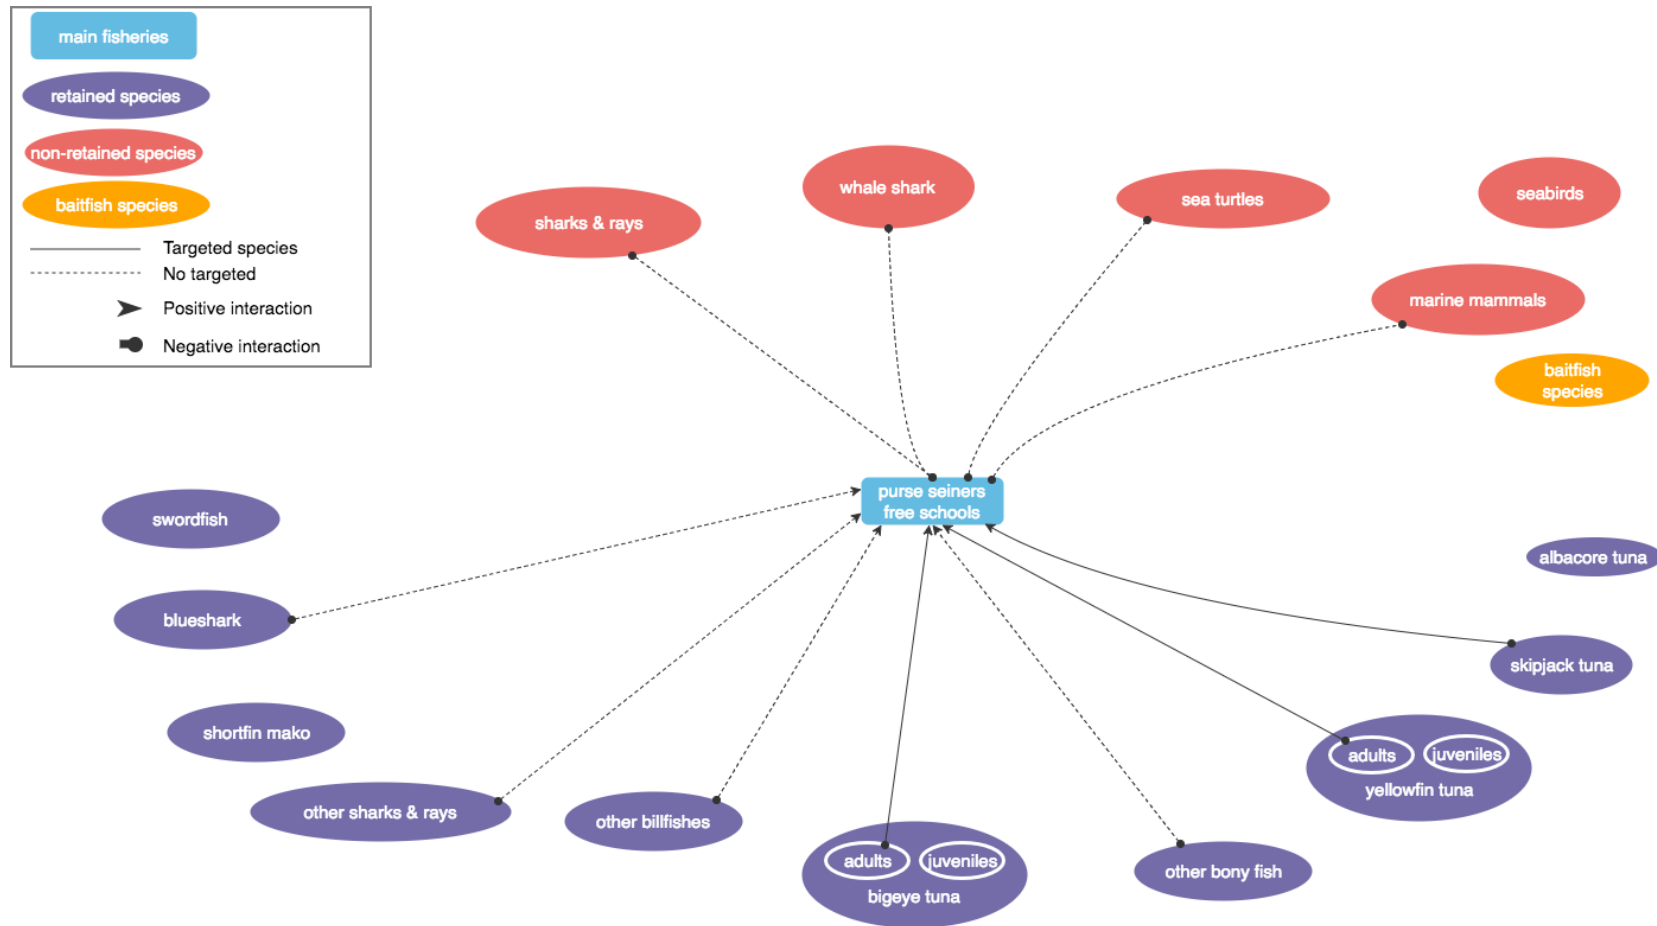 main fisheries
retained species
non-retained species
baitfish species
Targeted species
No targeted
Positive interaction
Negative interaction
whale shark
sea turtles
seabirds
sharks & rays
marine mammals
baitfish
species
purse seiners
free schools
swordfish
albacore tuna
blueshark
skipjack tuna
shortfin mako
adults
juveniles
yellowfin tuna
other sharks & rays
other billfishes
adults
juveniles
bigeye tuna
other bony fish